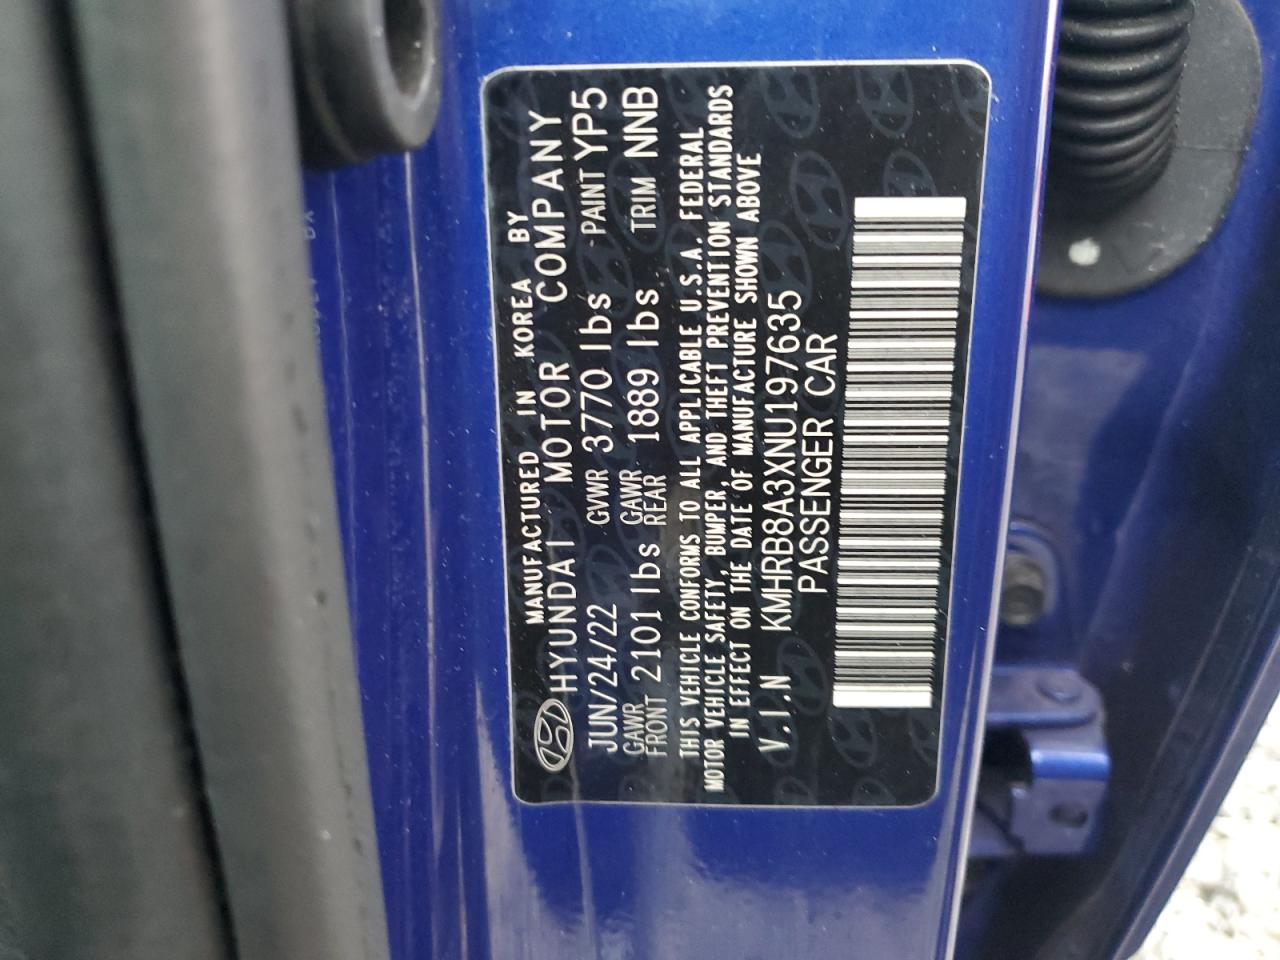 MANUFACTURED IN KOREA BY
HYUNDAI MOTOR COMPANY
JUN/24/22 GVWR 3770 lbs PAINT YP5
GAWR FRONT 2101 lbs GAWR REAR 1889 lbs TRIM NNB
THIS VEHICLE CONFORMS TO ALL APPLICABLE U.S.A. FEDERAL
MOTOR VEHICLE SAFETY, BUMPER, AND THEFT PREVENTION STANDARDS
IN EFFECT ON THE DATE OF MANUFACTURE SHOWN ABOVE
V.I.N KMHRB8A3XNU197635
PASSENGER CAR